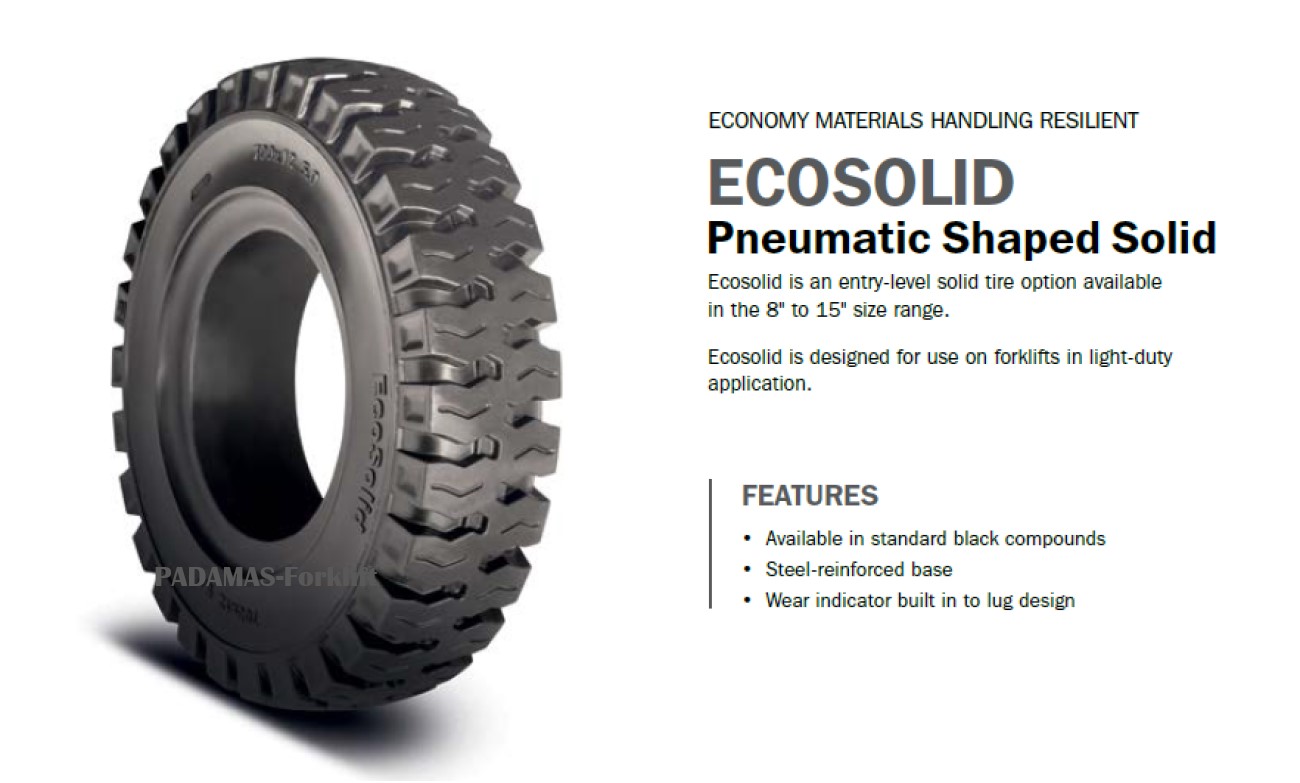 ECONOMY MATERIALS HANDLING RESILIENT
ECOSOLID
Pneumatic Shaped Solid
Ecosolid is an entry-level solid tire option available
in the 8" to 15" size range.
Ecosolid is designed for use on forklifts in light-duty
application.
FEATURES
• Available in standard black compounds
• Steel-reinforced base
• Wear indicator built in to lug design
Ecosolid
PADAMAS-Forklift